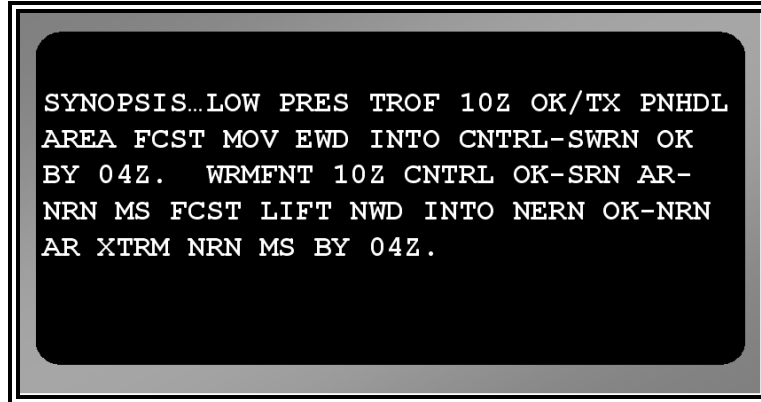 SYNOPSIS…LOW PRES TROF 10Z OK/TX PNHDL
AREA FCST MOV EWD INTO CNTRL-SWRN OK
BY 04Z.  WRMFNT 10Z CNTRL OK-SRN AR-
NRN MS FCST LIFT NWD INTO NERN OK-NRN
AR XTRM NRN MS BY 04Z.